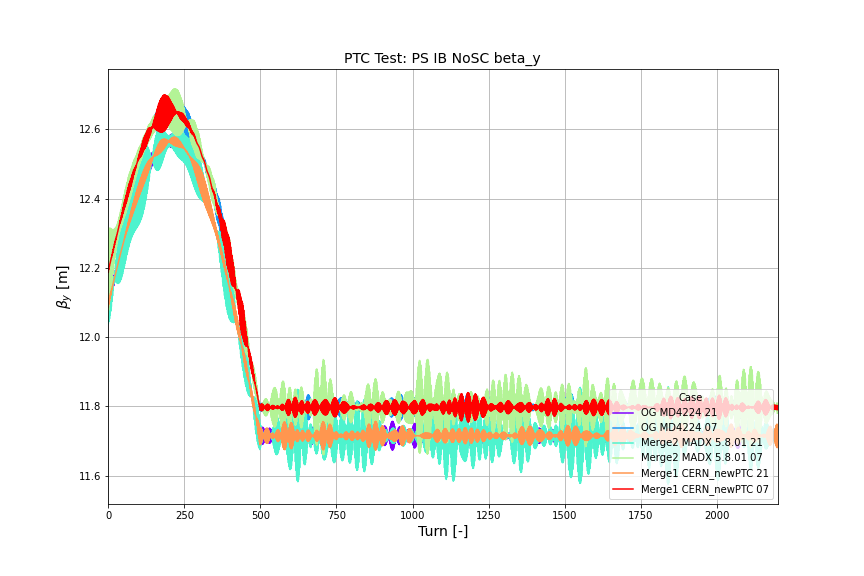 PTC Test: PS IB NoSC beta_y
12.6
12.4
12.2
12.0
11.8
11.6
β_y [m]
0 250 500 750 1000 1250 1500 1750 2000
Turn [-]
Case
OG MD4224 21
OG MD4224 07
Merge2 MADX 5.8.01 21
Merge2 MADX 5.8.01 07
Merge1 CERN_newPTC 21
Merge1 CERN_newPTC 07